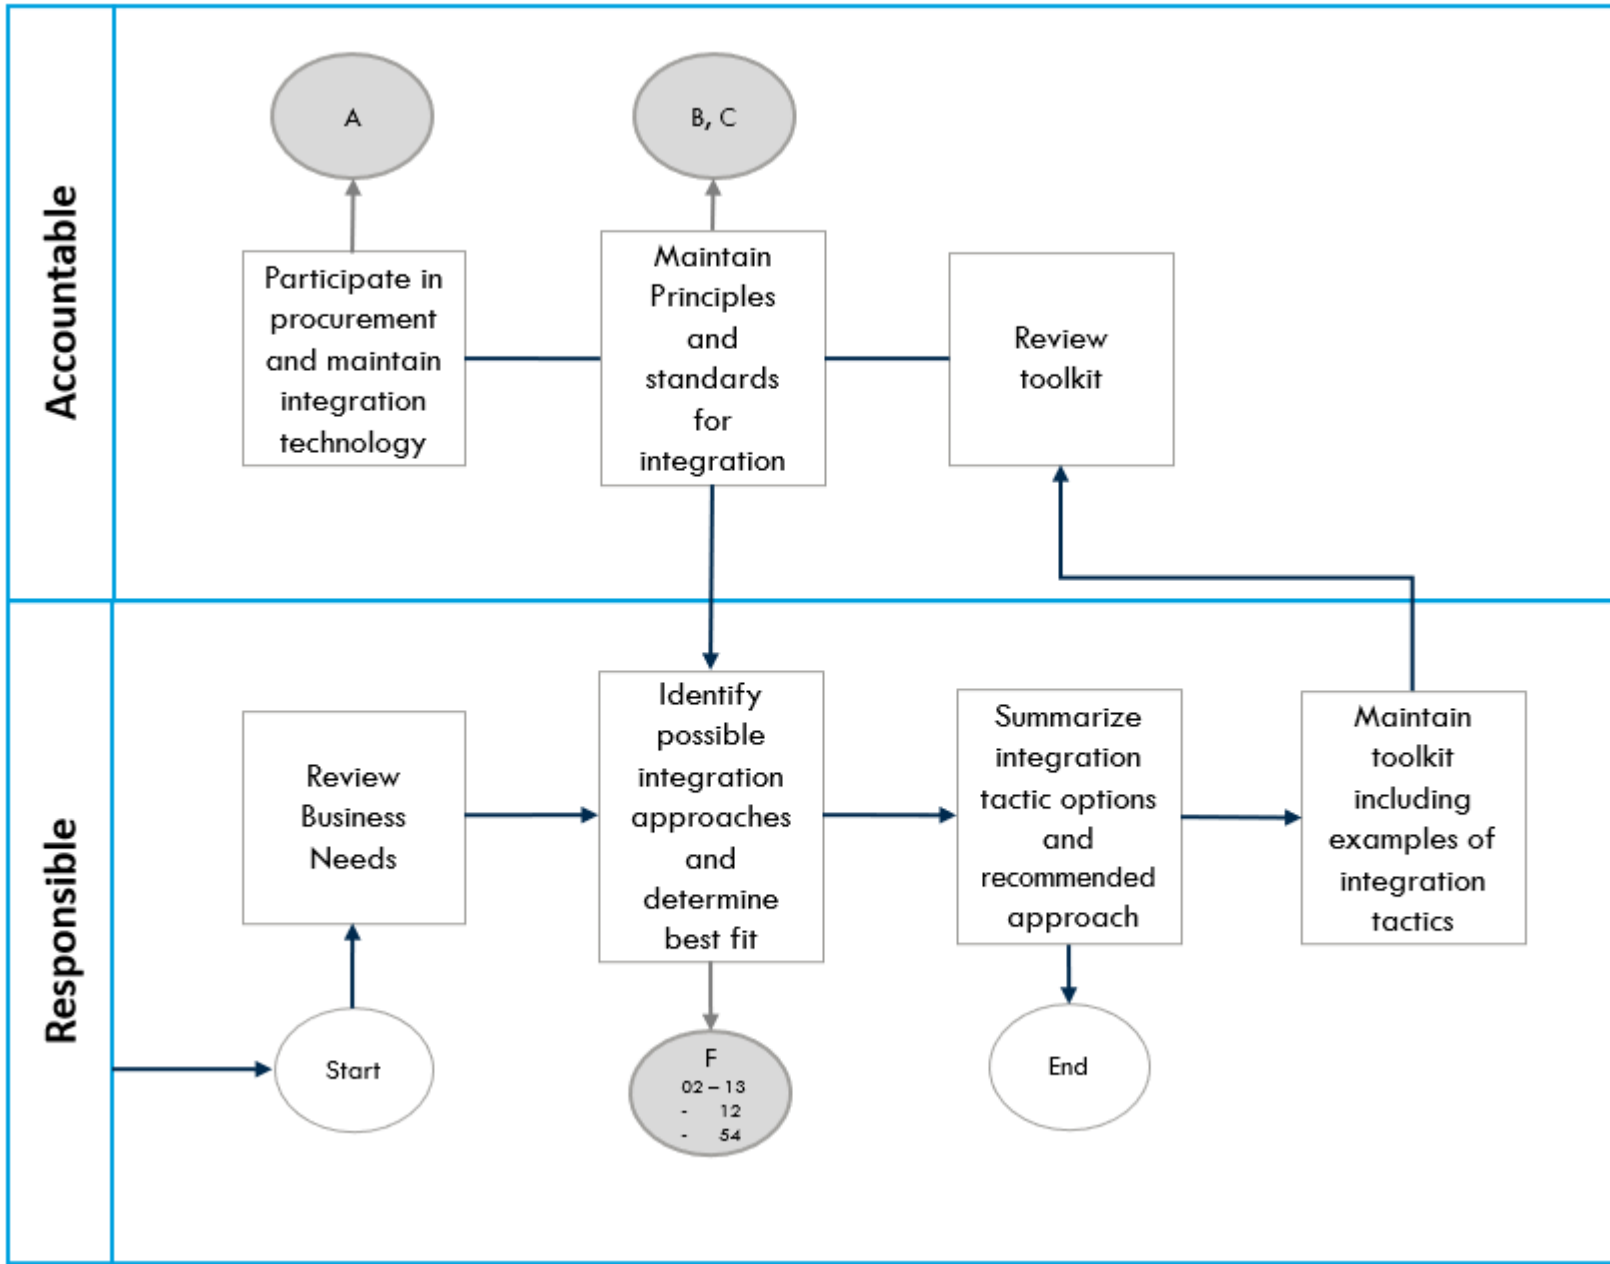 Accountable
A
B, C
Participate in
procurement
and maintain
integration
technology
Maintain
Principles
and
standards
for
integration
Review
toolkit
Responsible
Review
Business
Needs
Identify
possible
integration
approaches
and
determine
best fit
Summarize
integration
tactic options
and
recommended
approach
Maintain
toolkit
including
examples of
integration
tactics
Start
F
02 – 13
- 12
- 54
End